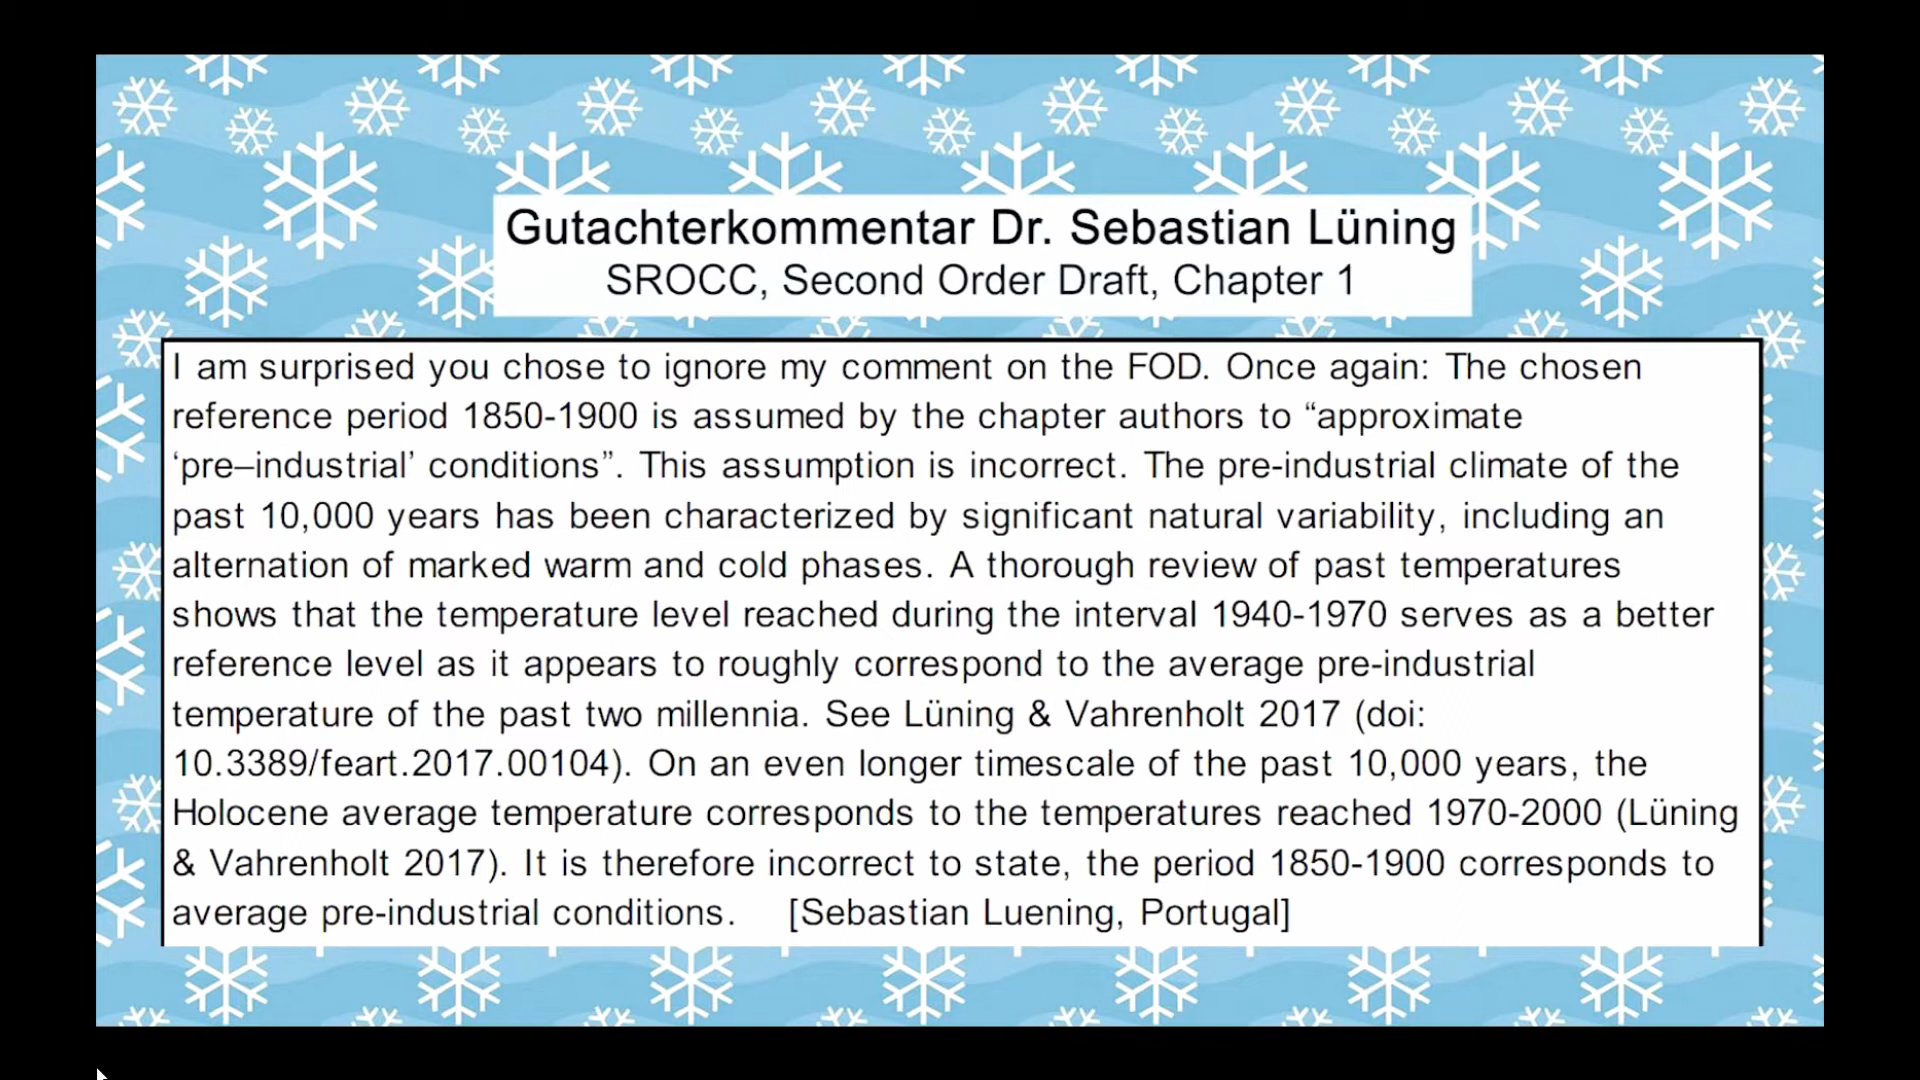 Gutachterkommentar Dr. Sebastian Lüning
SROCC, Second Order Draft, Chapter 1
I am surprised you chose to ignore my comment on the FOD. Once again: The chosen
reference period 1850-1900 is assumed by the chapter authors to “approximate
‘pre–industrial’ conditions”. This assumption is incorrect. The pre-industrial climate of the
past 10,000 years has been characterized by significant natural variability, including an
alternation of marked warm and cold phases. A thorough review of past temperatures
shows that the temperature level reached during the interval 1940-1970 serves as a better
reference level as it appears to roughly correspond to the average pre-industrial
temperature of the past two millennia. See Lüning & Vahrenholt 2017 (doi:
10.3389/feart.2017.00104). On an even longer timescale of the past 10,000 years, the
Holocene average temperature corresponds to the temperatures reached 1970-2000 (Lüning
& Vahrenholt 2017). It is therefore incorrect to state, the period 1850-1900 corresponds to
average pre-industrial conditions. [Sebastian Luening, Portugal]